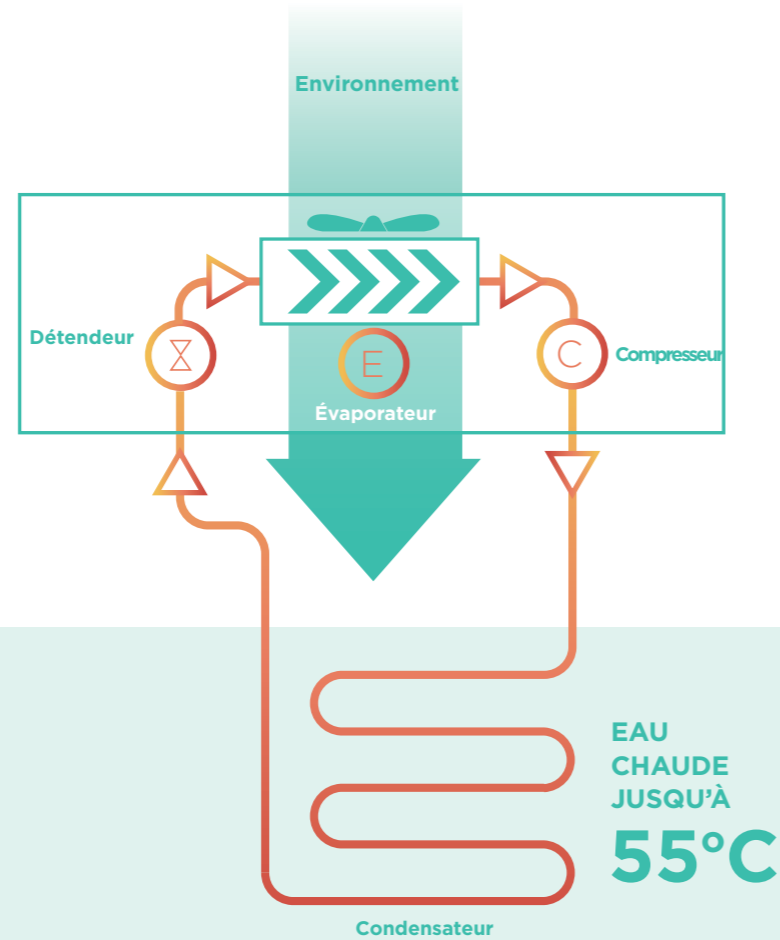 Environnement
Détendeur
E
C
Compresseur
Évaporateur
EAU
CHAUDE
JUSQU'À
55°C
Condensateur